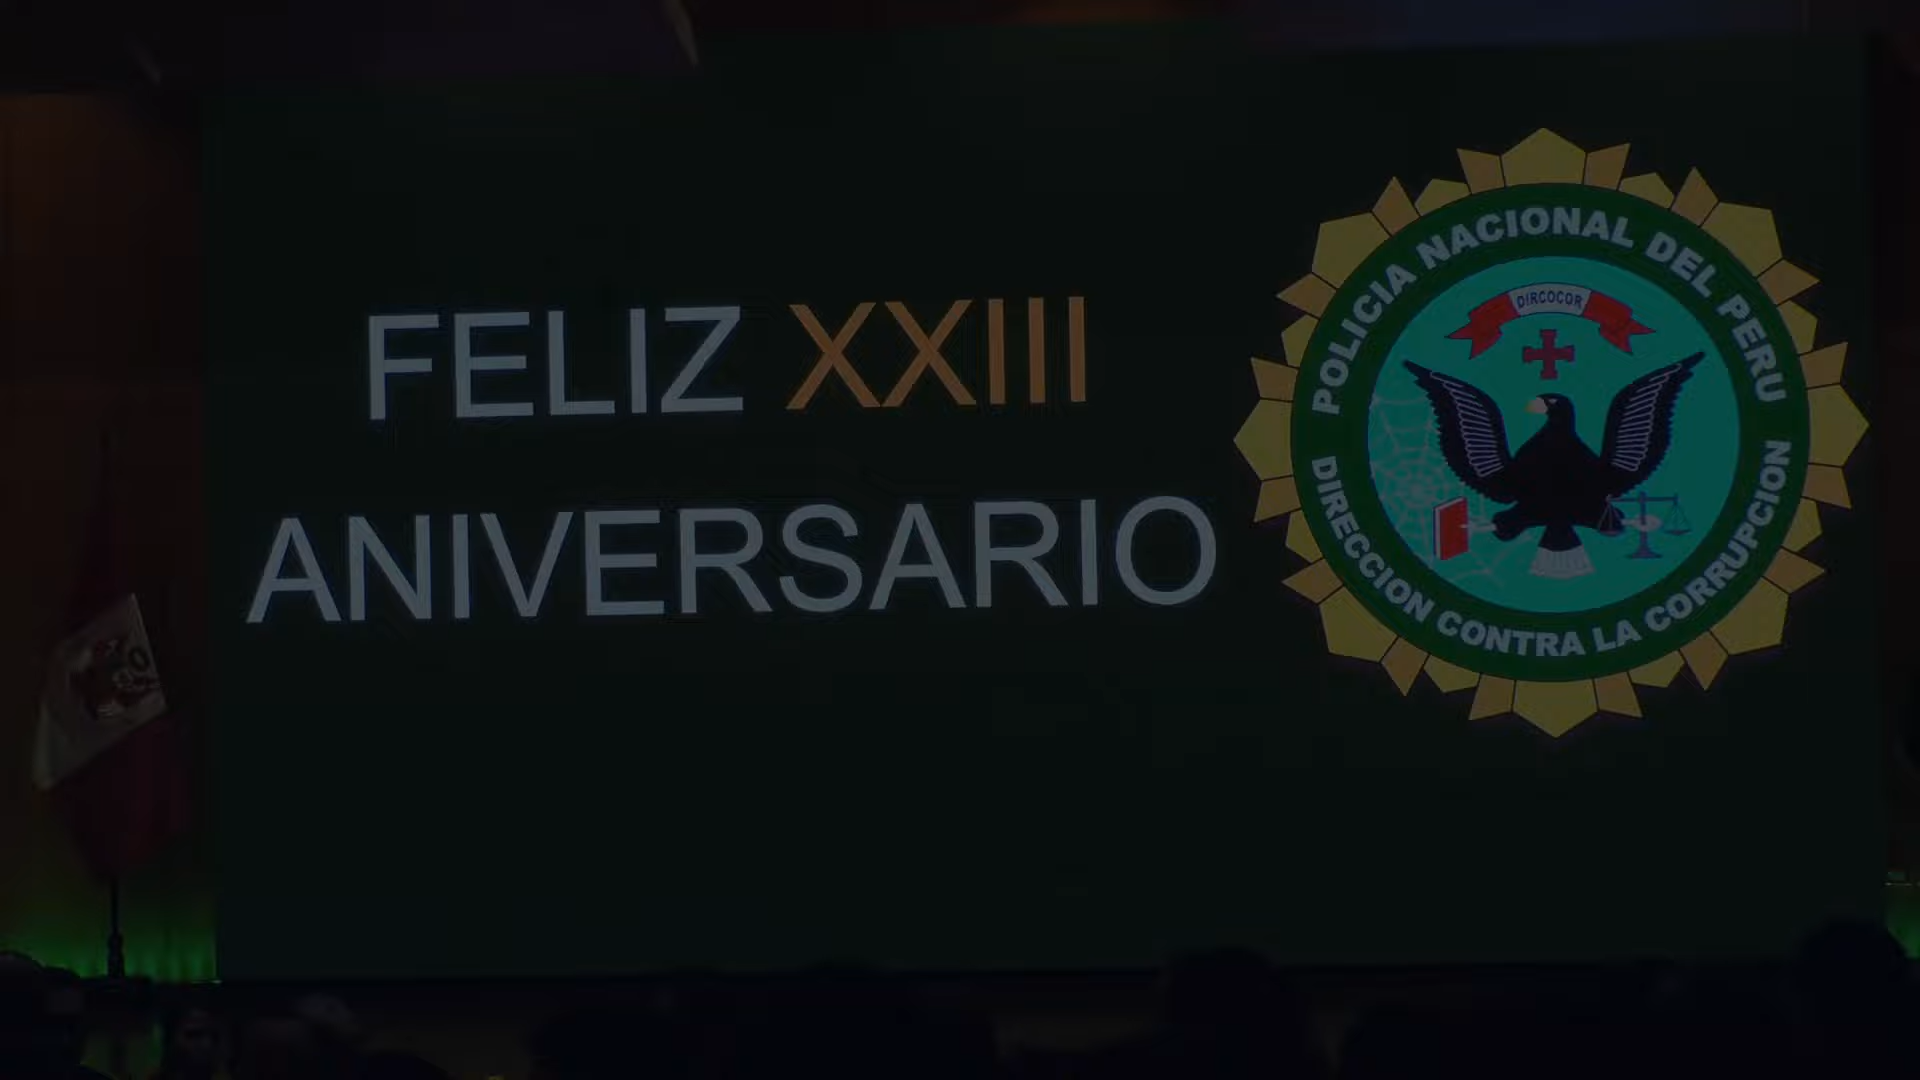 FELIZ XXIII
ANIVERSARIO
POLICIA NACIONAL DEL PERU
DIRCOCOR
DIRECCION CONTRA LA CORRUPCION